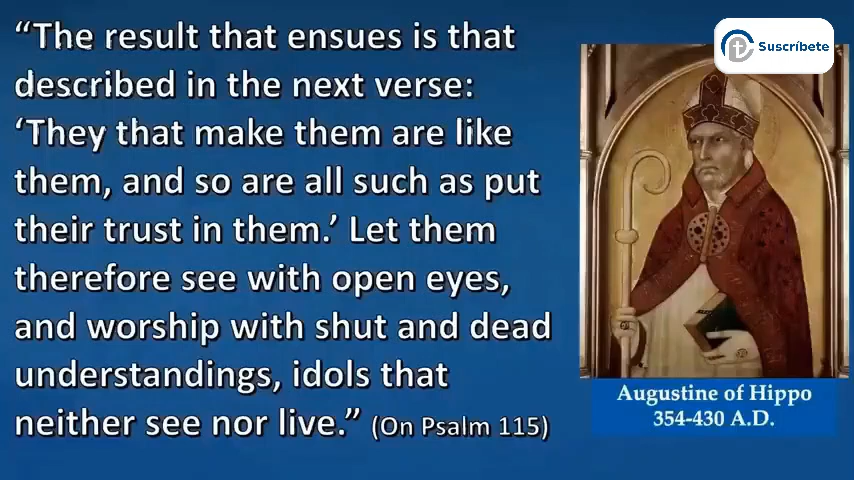 “The result that ensues is that
described in the next verse:
‘They that make them are like
them, and so are all such as put
their trust in them.’ Let them
therefore see with open eyes,
and worship with shut and dead
understandings, idols that
neither see nor live.” (On Psalm 115)
Suscríbete
Augustine of Hippo
354-430 A.D.